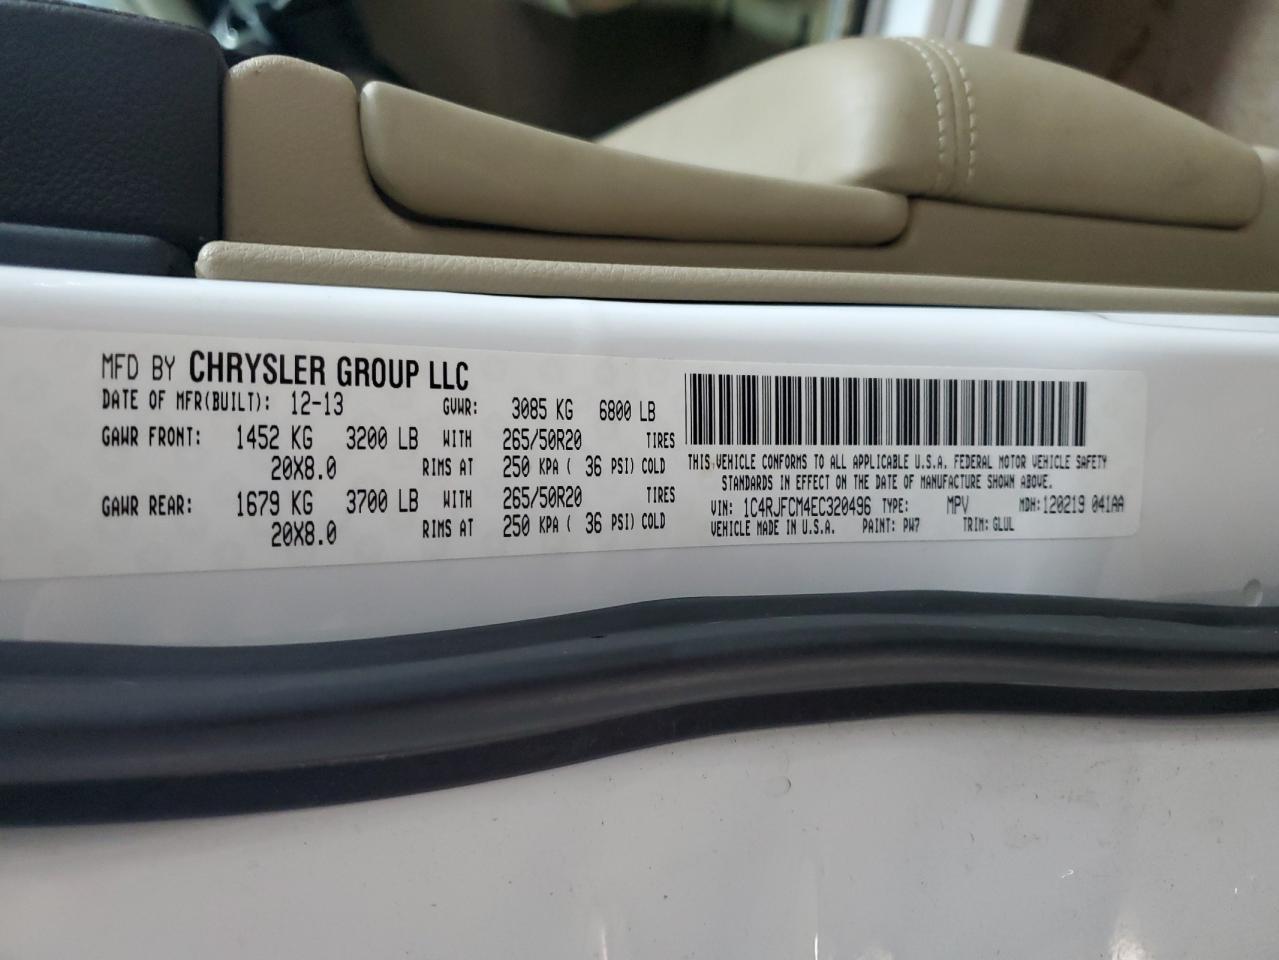 MFD BY CHRYSLER GROUP LLC
DATE OF MFR(BUILT): 12-13 GVWR: 3085 KG 6800 LB
GAWR FRONT: 1452 KG 3200 LB WITH 265/50R20 TIRES
20X8.0 RIMS AT 250 KPA ( 36 PSI) COLD
GAWR REAR: 1679 KG 3700 LB WITH 265/50R20 TIRES
20X8.0 RIMS AT 250 KPA ( 36 PSI) COLD
THIS VEHICLE CONFORMS TO ALL APPLICABLE U.S.A. FEDERAL MOTOR VEHICLE SAFETY
STANDARDS IN EFFECT ON THE DATE OF MANUFACTURE SHOWN ABOVE.
VIN: 1C4RJFCM4EC320496 TYPE: MPV MDH:120219 041AA
VEHICLE MADE IN U.S.A. PAINT: PW7 TRIM: GLUL